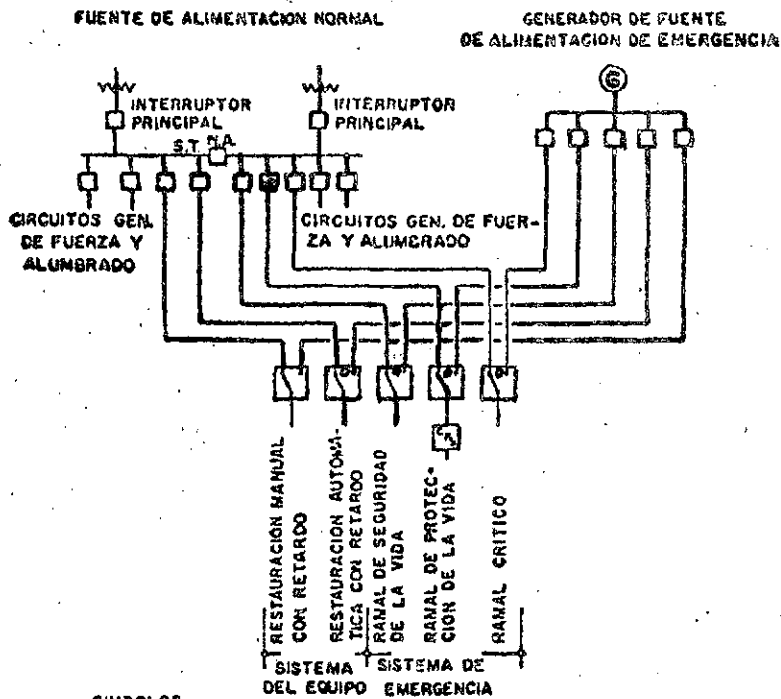 FUENTE DE ALIMENTACION NORMAL
GENERADOR DE FUENTE
DE ALIMENTACION DE EMERGENCIA
G
INTERRUPTOR
PRINCIPAL
INTERRUPTOR
PRINCIPAL
S.T.
N.A.
CIRCUITOS GEN.
DE FUERZA Y
ALUMBRADO
CIRCUITOS GEN. DE FUER-
ZA Y ALUMBRADO
RESTAURACION MANUAL
CON RETARDO
RESTAURACION AUTOMÁ-
TICA CON RETARDO
RAMAL DE SEGURIDAD
DE LA VIDA
RAMAL DE PROTEC-
CION DE LA VIDA
RAMAL CRITICO
SISTEMA
DEL EQUIPO
SISTEMA DE
EMERGENCIA